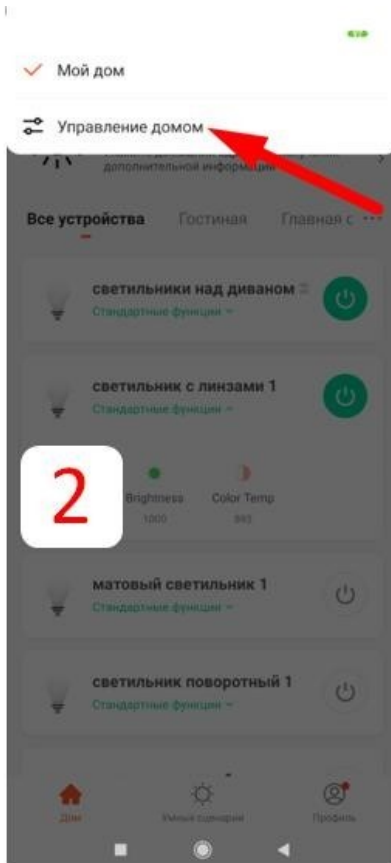 Мой дом
Управление домом
дополнительной информации
Все устройства Гостиная Главная с ...
светильники над диваном
Стандартные функции
светильник с линзами 1
Стандартные функции
2
Brightness Color Temp
1000
матовый светильник 1
Стандартные функции
светильник поворотный 1
Стандартные функции
Дом Умные сценарии Профиль